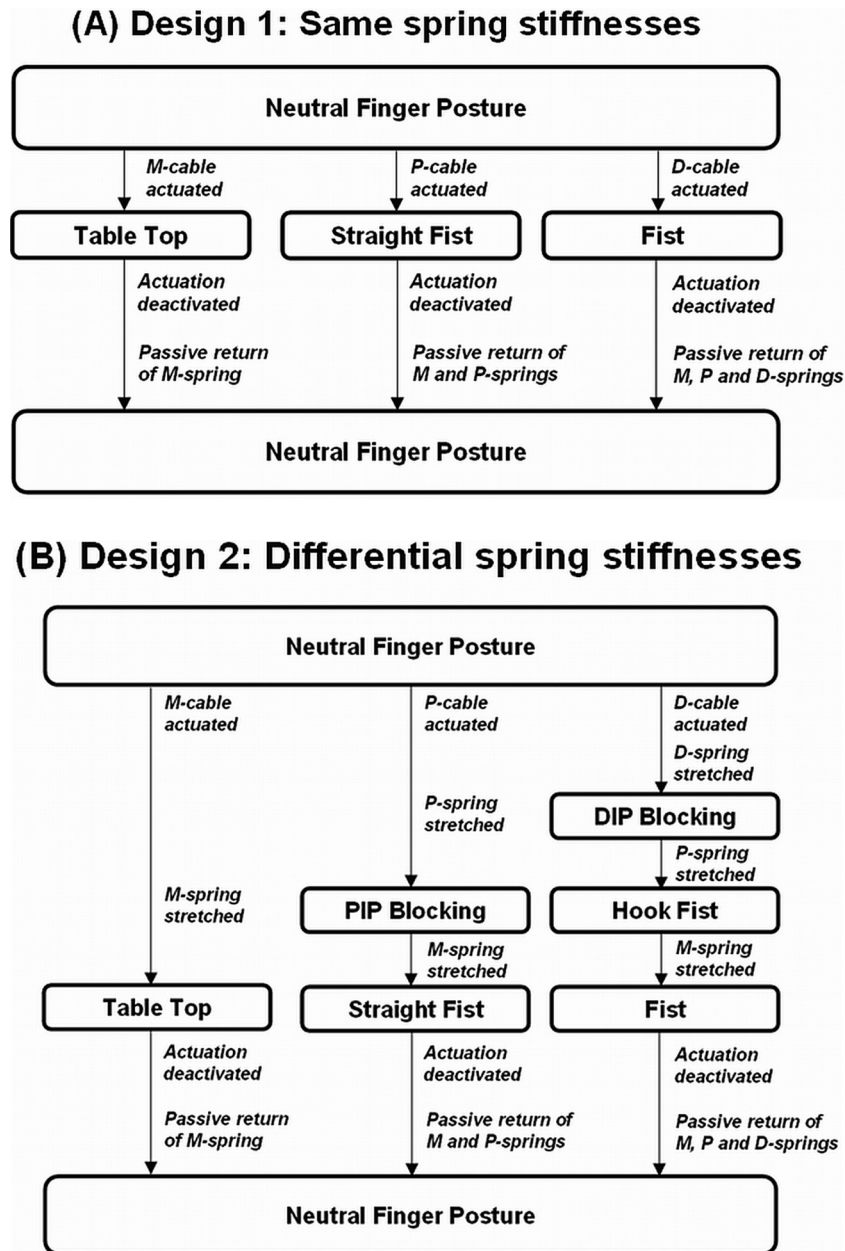 (A) Design 1: Same spring stiffnesses
Neutral Finger Posture
M-cable
actuated
P-cable
actuated
D-cable
actuated
Table Top
Straight Fist
Fist
Actuation
deactivated
Actuation
deactivated
Actuation
deactivated
Passive return
of M-spring
Passive return of
M and P-springs
Passive return of
M, P and D-springs
Neutral Finger Posture
(B) Design 2: Differential spring stiffnesses
Neutral Finger Posture
M-cable
actuated
P-cable
actuated
D-cable
actuated
D-spring
stretched
P-spring
stretched
DIP Blocking
P-spring
stretched
M-spring
stretched
PIP Blocking
Hook Fist
M-spring
stretched
M-spring
stretched
Table Top
Straight Fist
Fist
Actuation
deactivated
Actuation
deactivated
Actuation
deactivated
Passive return
of M-spring
Passive return of
M and P-springs
Passive return of
M, P and D-springs
Neutral Finger Posture